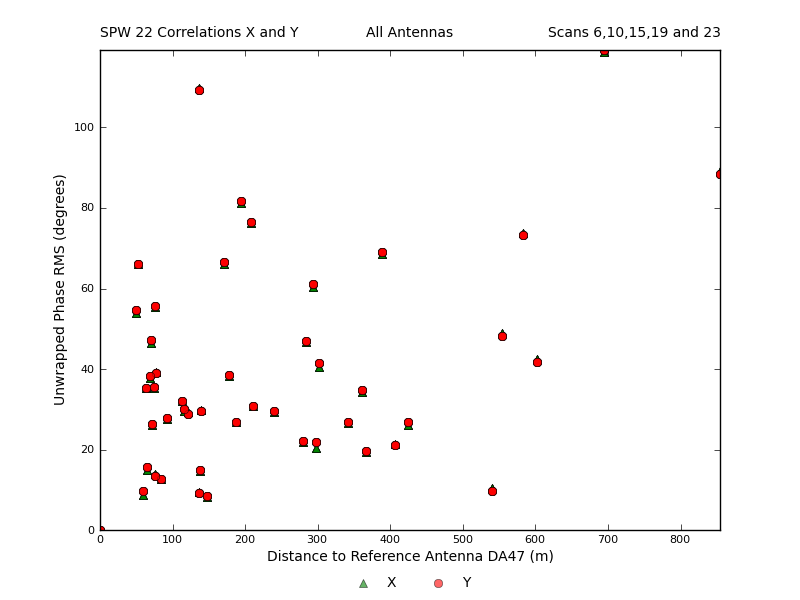 SPW 22 Correlations X and Y All Antennas Scans 6,10,15,19 and 23
100
80
60
40
20
0
Unwrapped Phase RMS (degrees)
0 100 200 300 400 500 600 700 800
Distance to Reference Antenna DA47 (m)
X Y